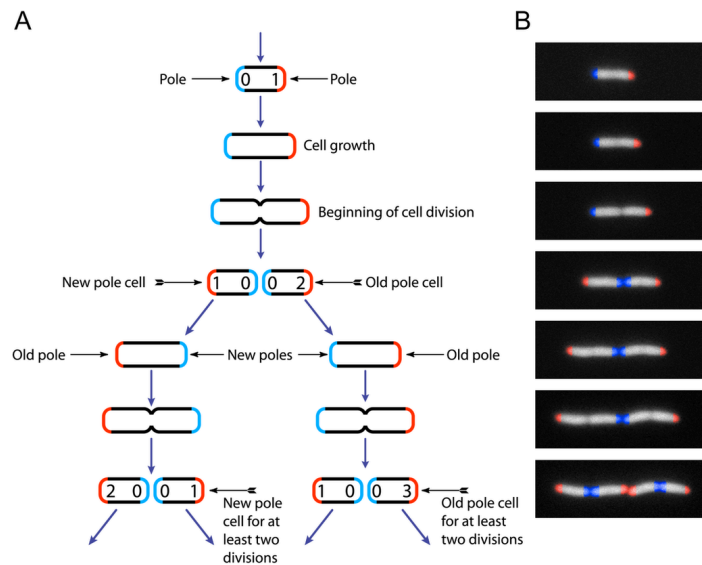 A
B
Pole
0 1
Pole
Cell growth
Beginning of cell division
New pole cell
1 0 0 2
Old pole cell
Old pole
New poles
Old pole
2 0 0 1
1 0 0 3
New pole
cell for at
least two
divisions
Old pole cell
for at least
two divisions